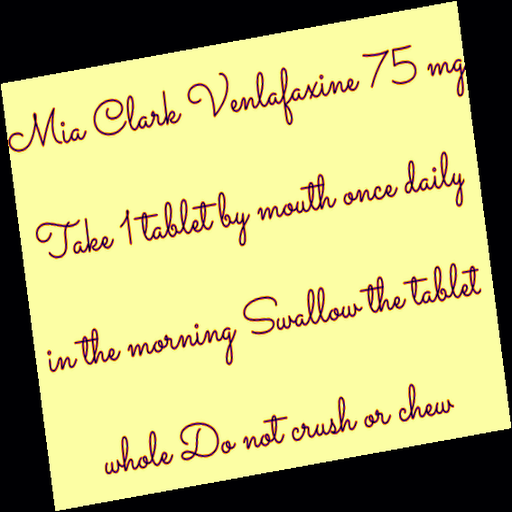 Mia Clark Venlafaxine 75 mg
Take 1 tablet by mouth once daily
in the morning Swallow the tablet
whole Do not crush or chew